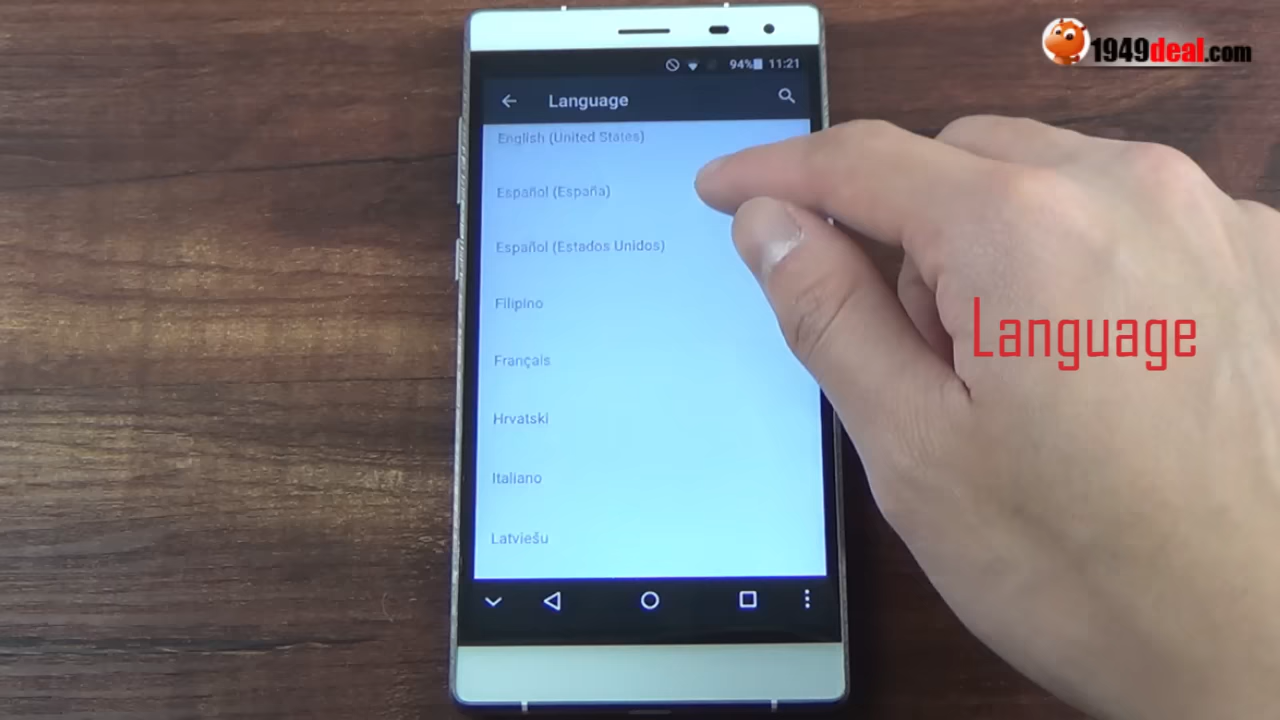 1949deal.com
94% 11:21
Language
English (United States)
Español (España)
Español (Estados Unidos)
Filipino
Français
Hrvatski
Italiano
Latviešu
Language